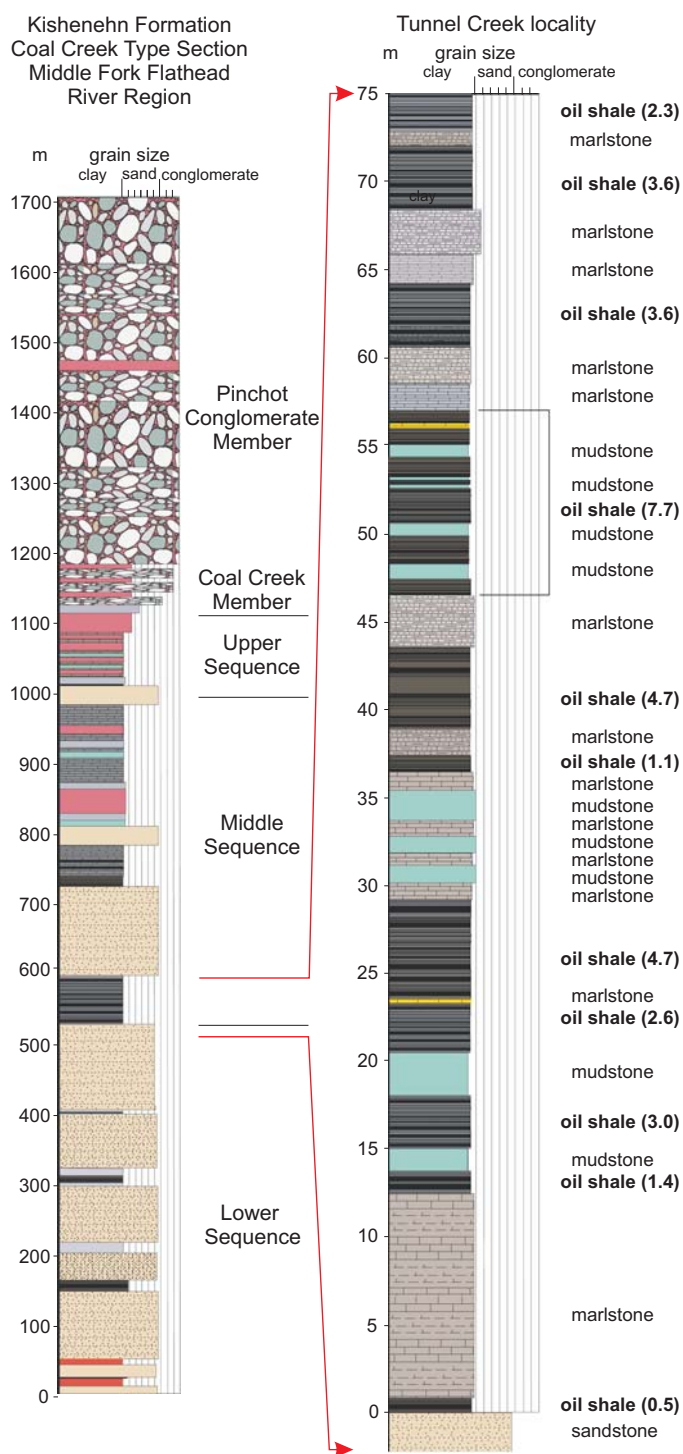 Kishenehn Formation
Coal Creek Type Section
Middle Fork Flathead
River Region
m
grain size
clay
sand
conglomerate
1700
1600
1500
1400
1300
1200
1100
1000
900
800
700
600
500
400
300
200
100
0
Pinchot
Conglomerate
Member
Coal Creek
Member
Upper
Sequence
Middle
Sequence
Lower
Sequence
Tunnel Creek locality
m
grain size
clay
sand
conglomerate
75
70
65
60
55
50
45
40
35
30
25
20
15
10
5
0
clay
oil shale (2.3)
marlstone
oil shale (3.6)
marlstone
marlstone
oil shale (3.6)
marlstone
marlstone
mudstone
mudstone
oil shale (7.7)
mudstone
mudstone
marlstone
oil shale (4.7)
marlstone
oil shale (1.1)
marlstone
mudstone
marlstone
mudstone
marlstone
mudstone
marlstone
oil shale (4.7)
marlstone
oil shale (2.6)
mudstone
oil shale (3.0)
mudstone
oil shale (1.4)
marlstone
oil shale (0.5)
sandstone